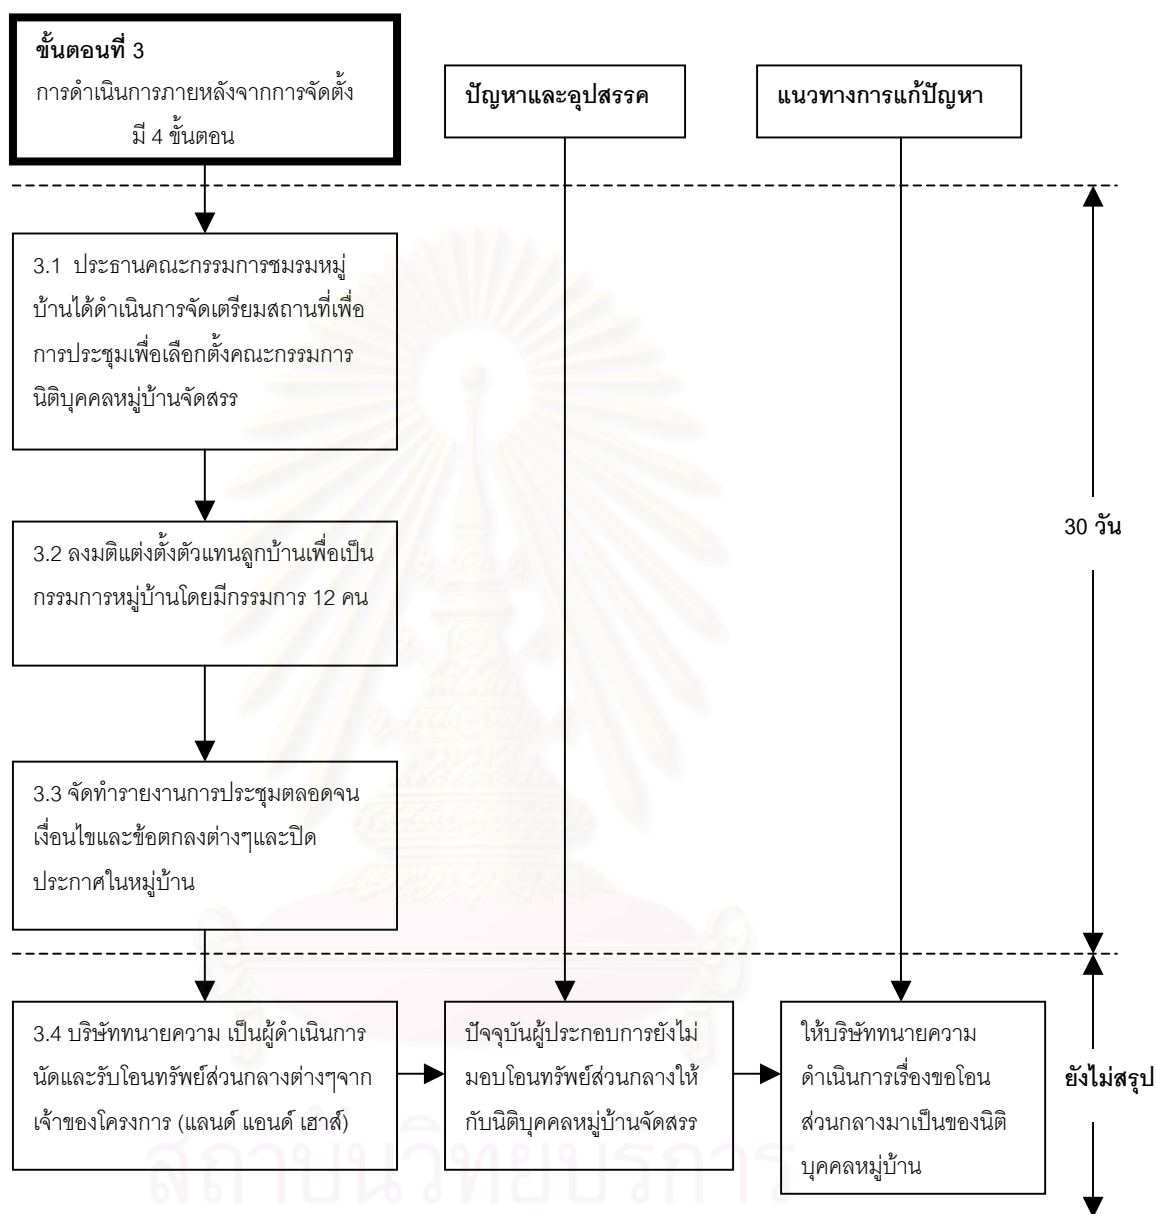 ขั้นตอนที่ 3
การดำเนินการภายหลังจากการจัดตั้ง
มี 4 ขั้นตอน
ปัญหาและอุปสรรค
แนวทางการแก้ปัญหา
3.1 ประธานคณะกรรมการชมรมหมู่
บ้านได้ดำเนินการจัดเตรียมสถานที่เพื่อ
การประชุมเพื่อเลือกตั้งคณะกรรมการ
นิติบุคคลหมู่บ้านจัดสรร
30 วัน
3.2 ลงมติแต่งตั้งตัวแทนลูกบ้านเพื่อเป็น
กรรมการหมู่บ้านโดยมีกรรมการ 12 คน
3.3 จัดทำรายงานการประชุมตลอดจน
เงื่อนไขและข้อตกลงต่างๆและปิด
ประกาศในหมู่บ้าน
3.4 บริษัททนายความ เป็นผู้ดำเนินการ
นัดและรับโอนทรัพย์ส่วนกลางต่างๆจาก
เจ้าของโครงการ (แลนด์ แอนด์ เฮาส์)
ปัจจุบันผู้ประกอบการยังไม่
มอบโอนทรัพย์ส่วนกลางให้
กับนิติบุคคลหมู่บ้านจัดสรร
ให้บริษัททนายความ
ดำเนินการเรื่องขอโอน
ส่วนกลางมาเป็นของนิติ
บุคคลหมู่บ้าน
ยังไม่สรุป
สถาบันวิทยบริการ